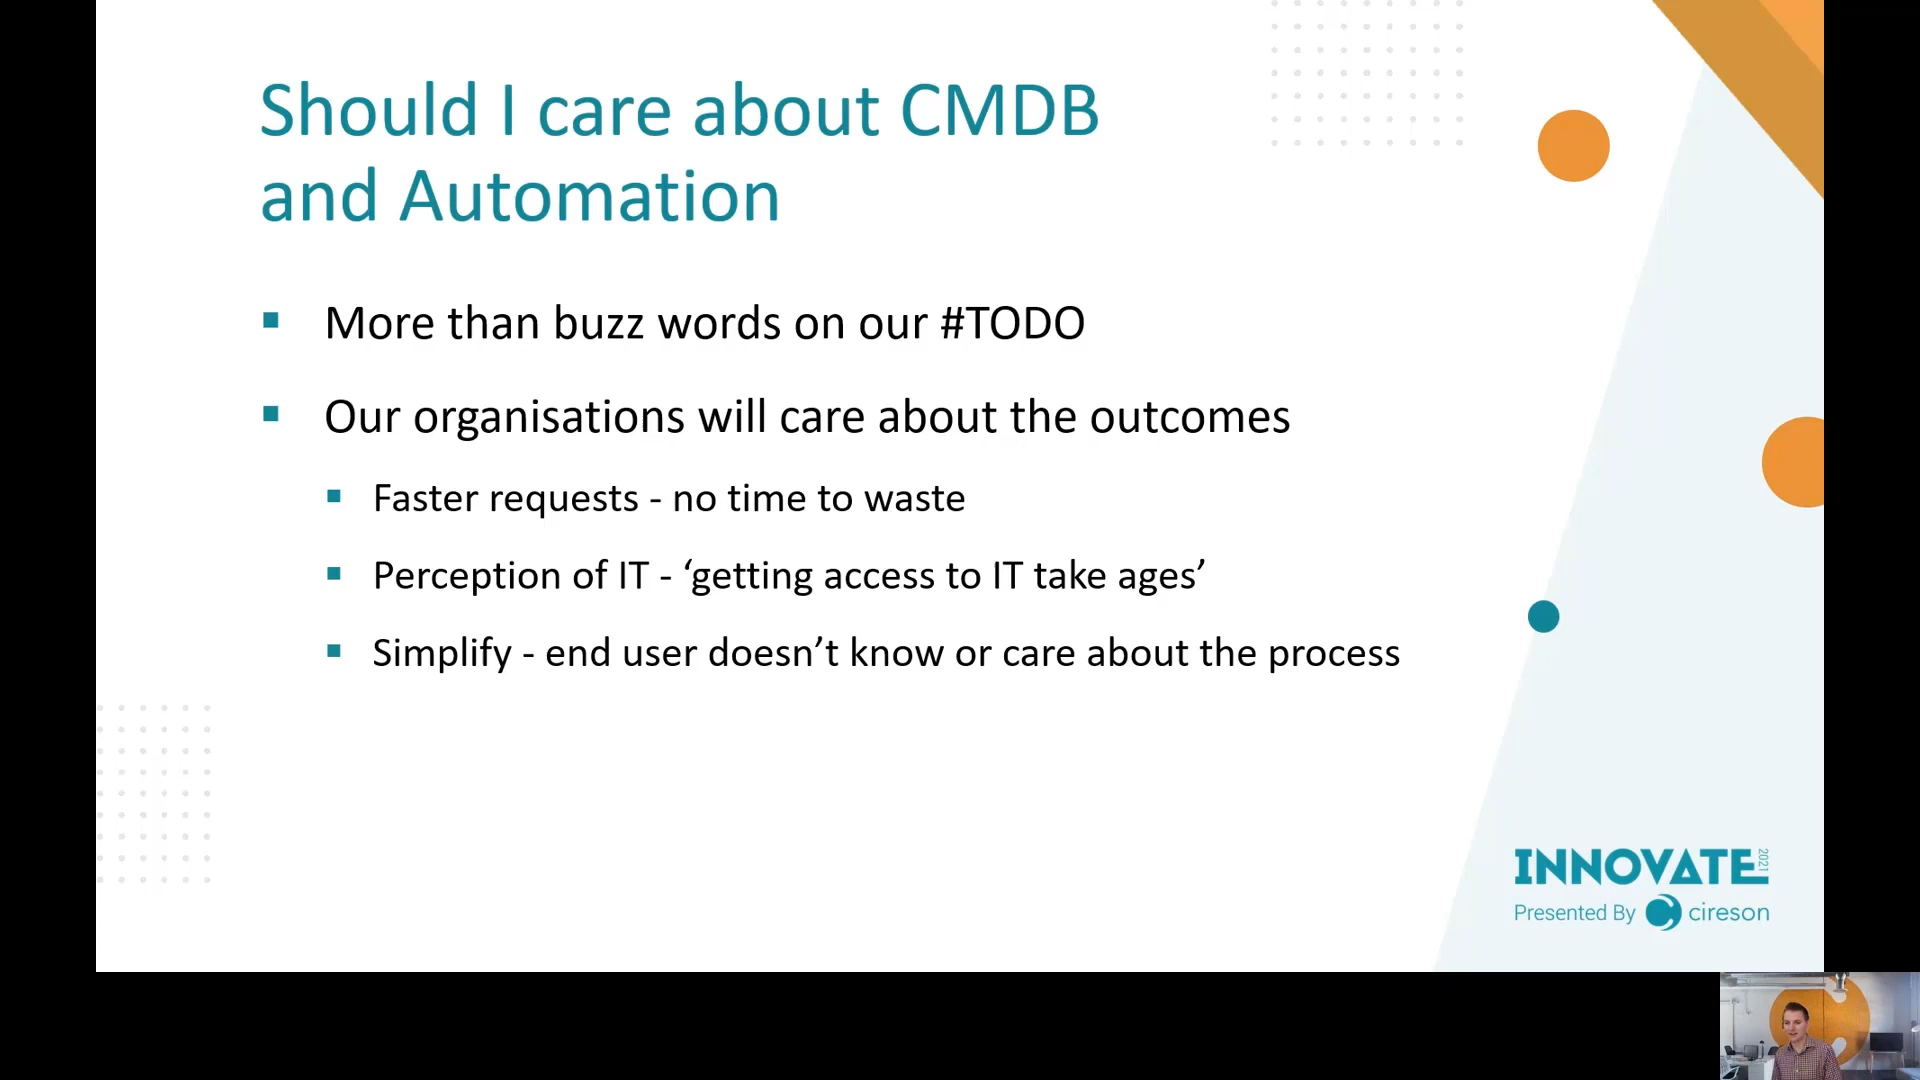 Should I care about CMDB
and Automation
More than buzz words on our #TODO
Our organisations will care about the outcomes
Faster requests - no time to waste
Perception of IT - ‘getting access to IT take ages’
Simplify - end user doesn’t know or care about the process
INNOVATE 2021
Presented By cireson